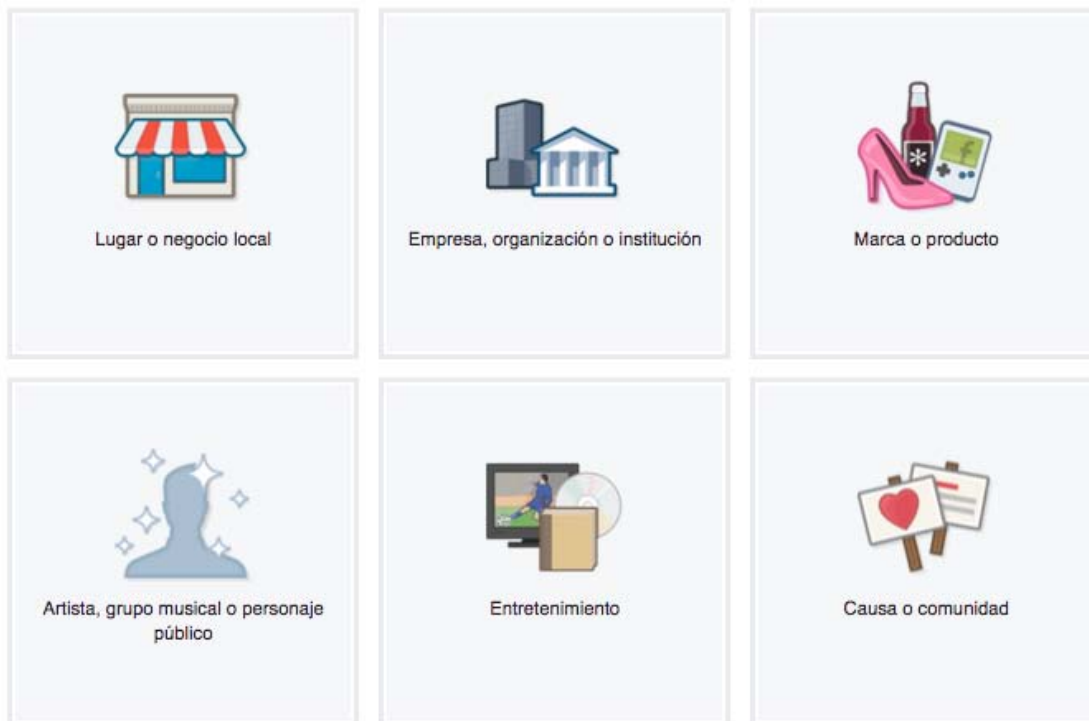 Lugar o negocio local
Empresa, organización o institución
Marca o producto
Artista, grupo musical o personaje
público
Entretenimiento
Causa o comunidad